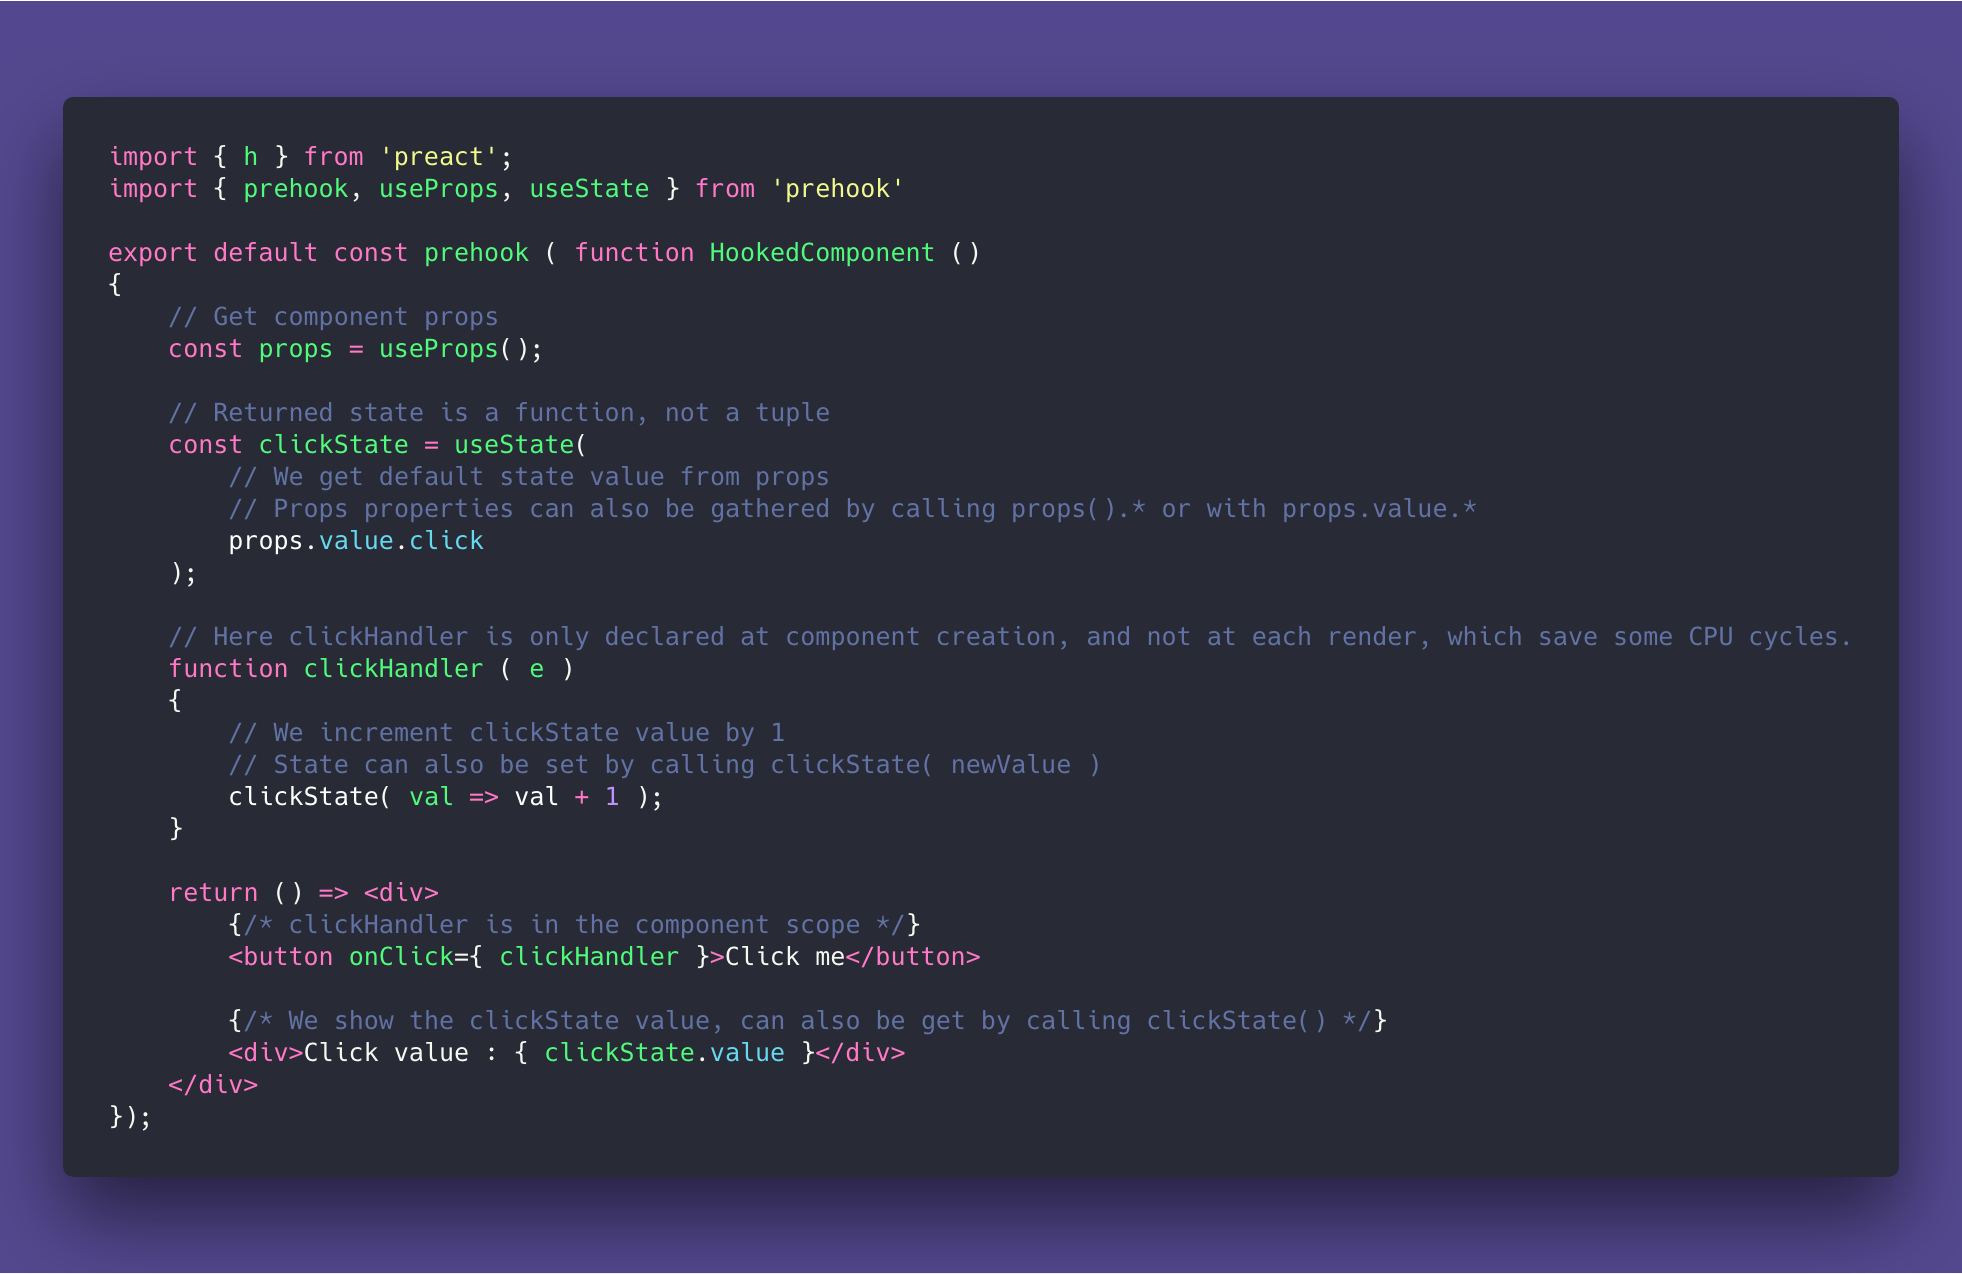 import { h } from 'preact';
import { prehook, useProps, useState } from 'prehook'

export default const prehook ( function HookedComponent ()
{
    // Get component props
    const props = useProps();

    // Returned state is a function, not a tuple
    const clickState = useState(
        // We get default state value from props
        // Props properties can also be gathered by calling props().* or with props.value.*
        props.value.click
    );

    // Here clickHandler is only declared at component creation, and not at each render, which save some CPU cycles.
    function clickHandler ( e )
    {
        // We increment clickState value by 1
        // State can also be set by calling clickState( newValue )
        clickState( val => val + 1 );
    }

    return () => <div>
        {/* clickHandler is in the component scope */}
        <button onClick={ clickHandler }>Click me</button>

        {/* We show the clickState value, can also be get by calling clickState() */}
        <div>Click value : { clickState.value }</div>
    </div>
});